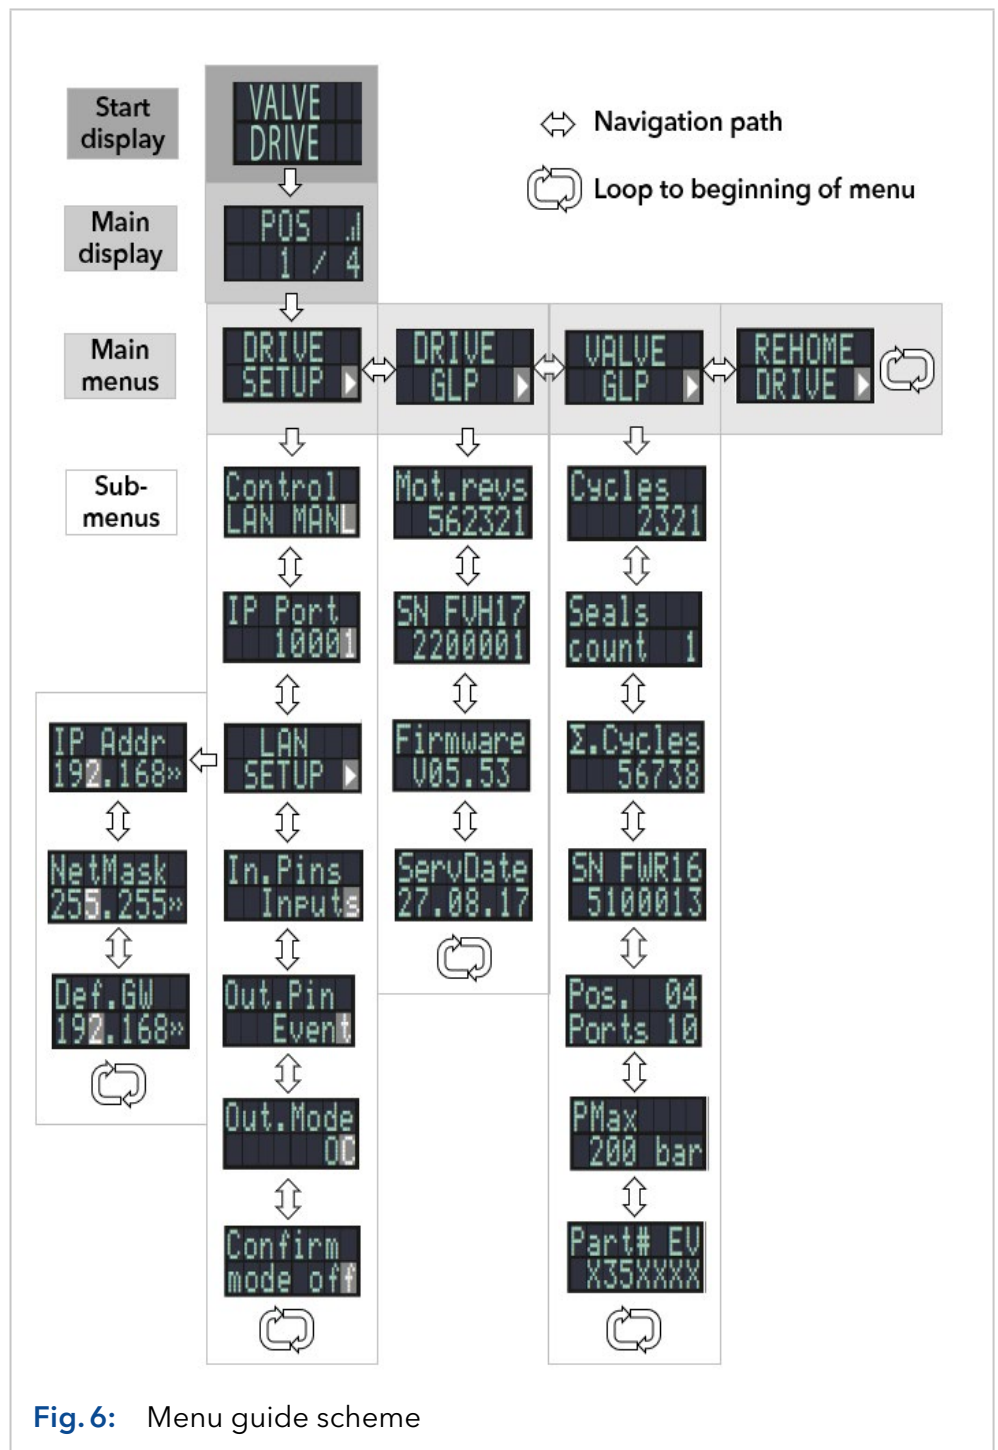 Start
display
VALVE
DRIVE
Navigation path
Loop to beginning of menu
Main
display
POS
1 / 4
Main
menus
DRIVE
SETUP
DRIVE
GLP
VALVE
GLP
REHOME
DRIVE
Sub-
menus
Control
LAN MANL
Mot.revs
562321
Cycles
2321
IP Port
10001
SN FVH17
2200001
Seals
count 1
IP Addr
192.168»
LAN
SETUP
Firmware
V05.53
Σ.Cycles
56738
NetMask
255.255»
In.Pins
Inputs
ServDate
27.08.17
SN FWR16
5100013
Def.GW
192.168»
Out.Pin
Event
Pos. 04
Ports 10
Out.Mode
OC
PMax
200 bar
Confirm
mode off
Part# EV
X35XXXX
Fig. 6: Menu guide scheme